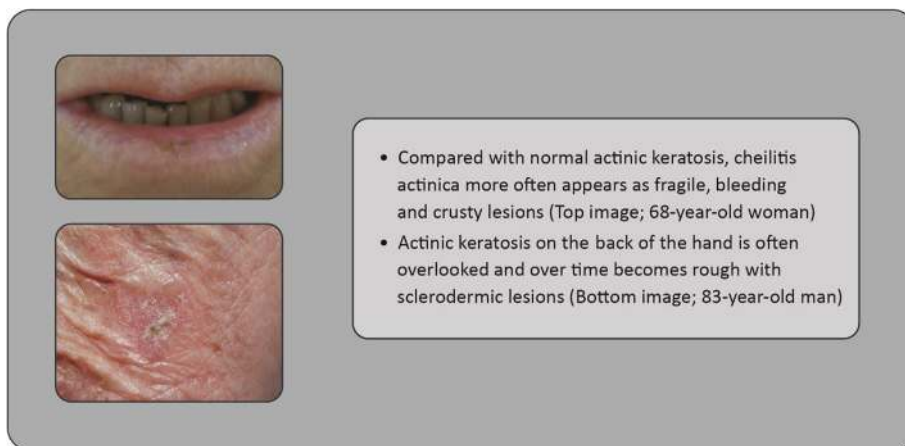 • Compared with normal actinic keratosis, cheilitis
actinica more often appears as fragile, bleeding
and crusty lesions (Top image; 68-year-old woman)
• Actinic keratosis on the back of the hand is often
overlooked and over time becomes rough with
sclerodermic lesions (Bottom image; 83-year-old man)